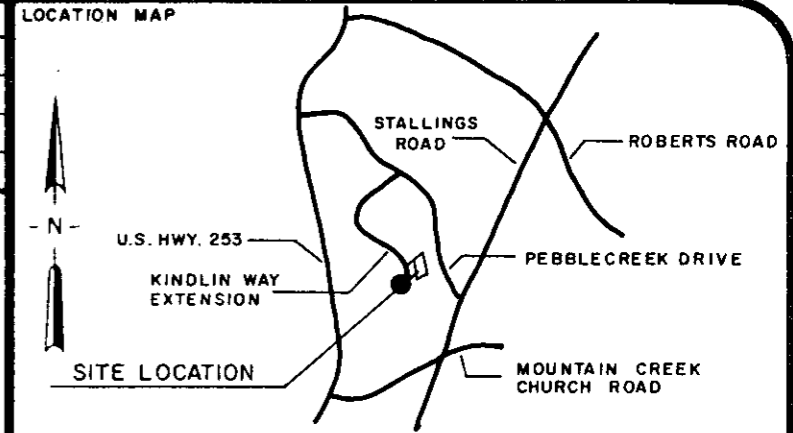 LOCATION MAP
STALLINGS
ROAD
ROBERTS ROAD
- N -
U.S. HWY. 253
KINDLIN WAY
EXTENSION
PEBBLECREEK DRIVE
SITE LOCATION
MOUNTAIN CREEK
CHURCH ROAD